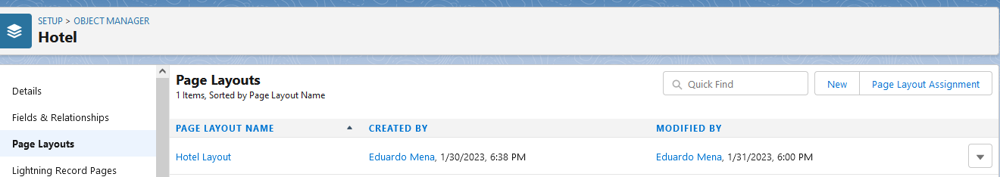 SETUP > OBJECT MANAGER
Hotel
Details
Fields & Relationships
Page Layouts
Lightning Record Pages
Page Layouts
1 Items, Sorted by Page Layout Name
Quick Find
New
Page Layout Assignment
PAGE LAYOUT NAME CREATED BY MODIFIED BY
Hotel Layout Eduardo Mena, 1/30/2023, 6:38 PM Eduardo Mena, 1/31/2023, 6:00 PM